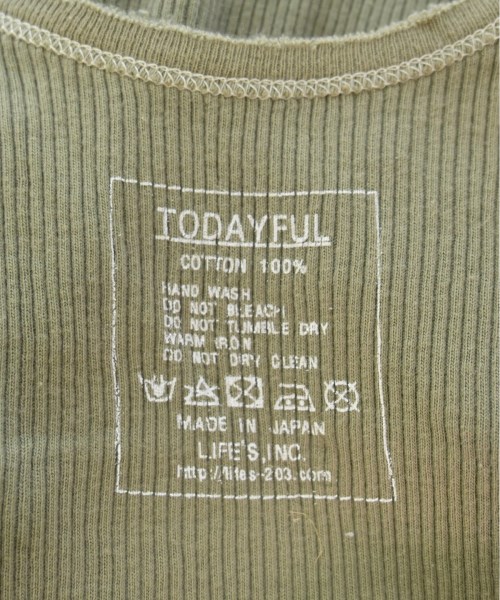 TODAYFUL
COTTON 100%
HAND WASH
DO NOT BLEACH
DO NOT TUMBLE DRY
WARM IRON
DO NOT DRY CLEAN
MADE IN JAPAN
LIFE'S,INC.
http://lifes-203.com